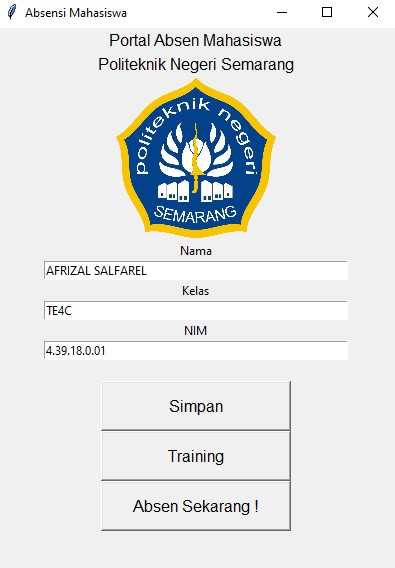 Absensi Mahasiswa
Portal Absen Mahasiswa
Politeknik Negeri Semarang
politeknik negeri
SEMARANG
Nama
AFRIZAL SALFAREL
Kelas
TE4C
NIM
4.39.18.0.01
Simpan
Training
Absen Sekarang !